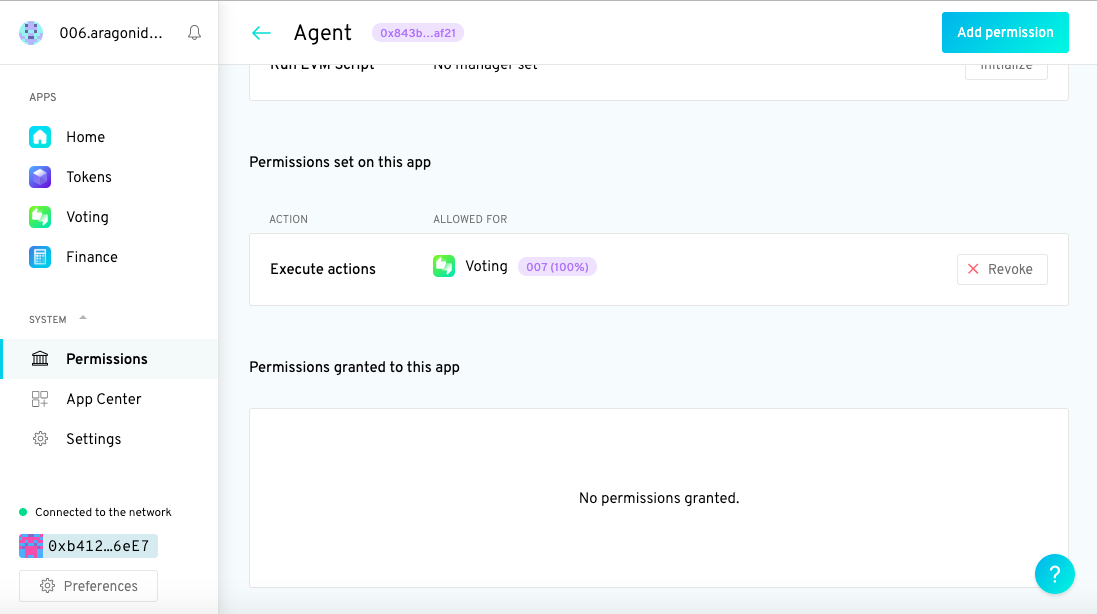 006.aragonid...
Agent
0x843b...af21
Add permission
Run EVM Script
No manager set
Initialize
APPS
Home
Tokens
Voting
Finance
SYSTEM
Permissions
App Center
Settings
Connected to the network
0xb412…6eE7
Preferences
Permissions set on this app
ACTION
ALLOWED FOR
Execute actions
Voting
007 (100%)
Revoke
Permissions granted to this app
No permissions granted.
?